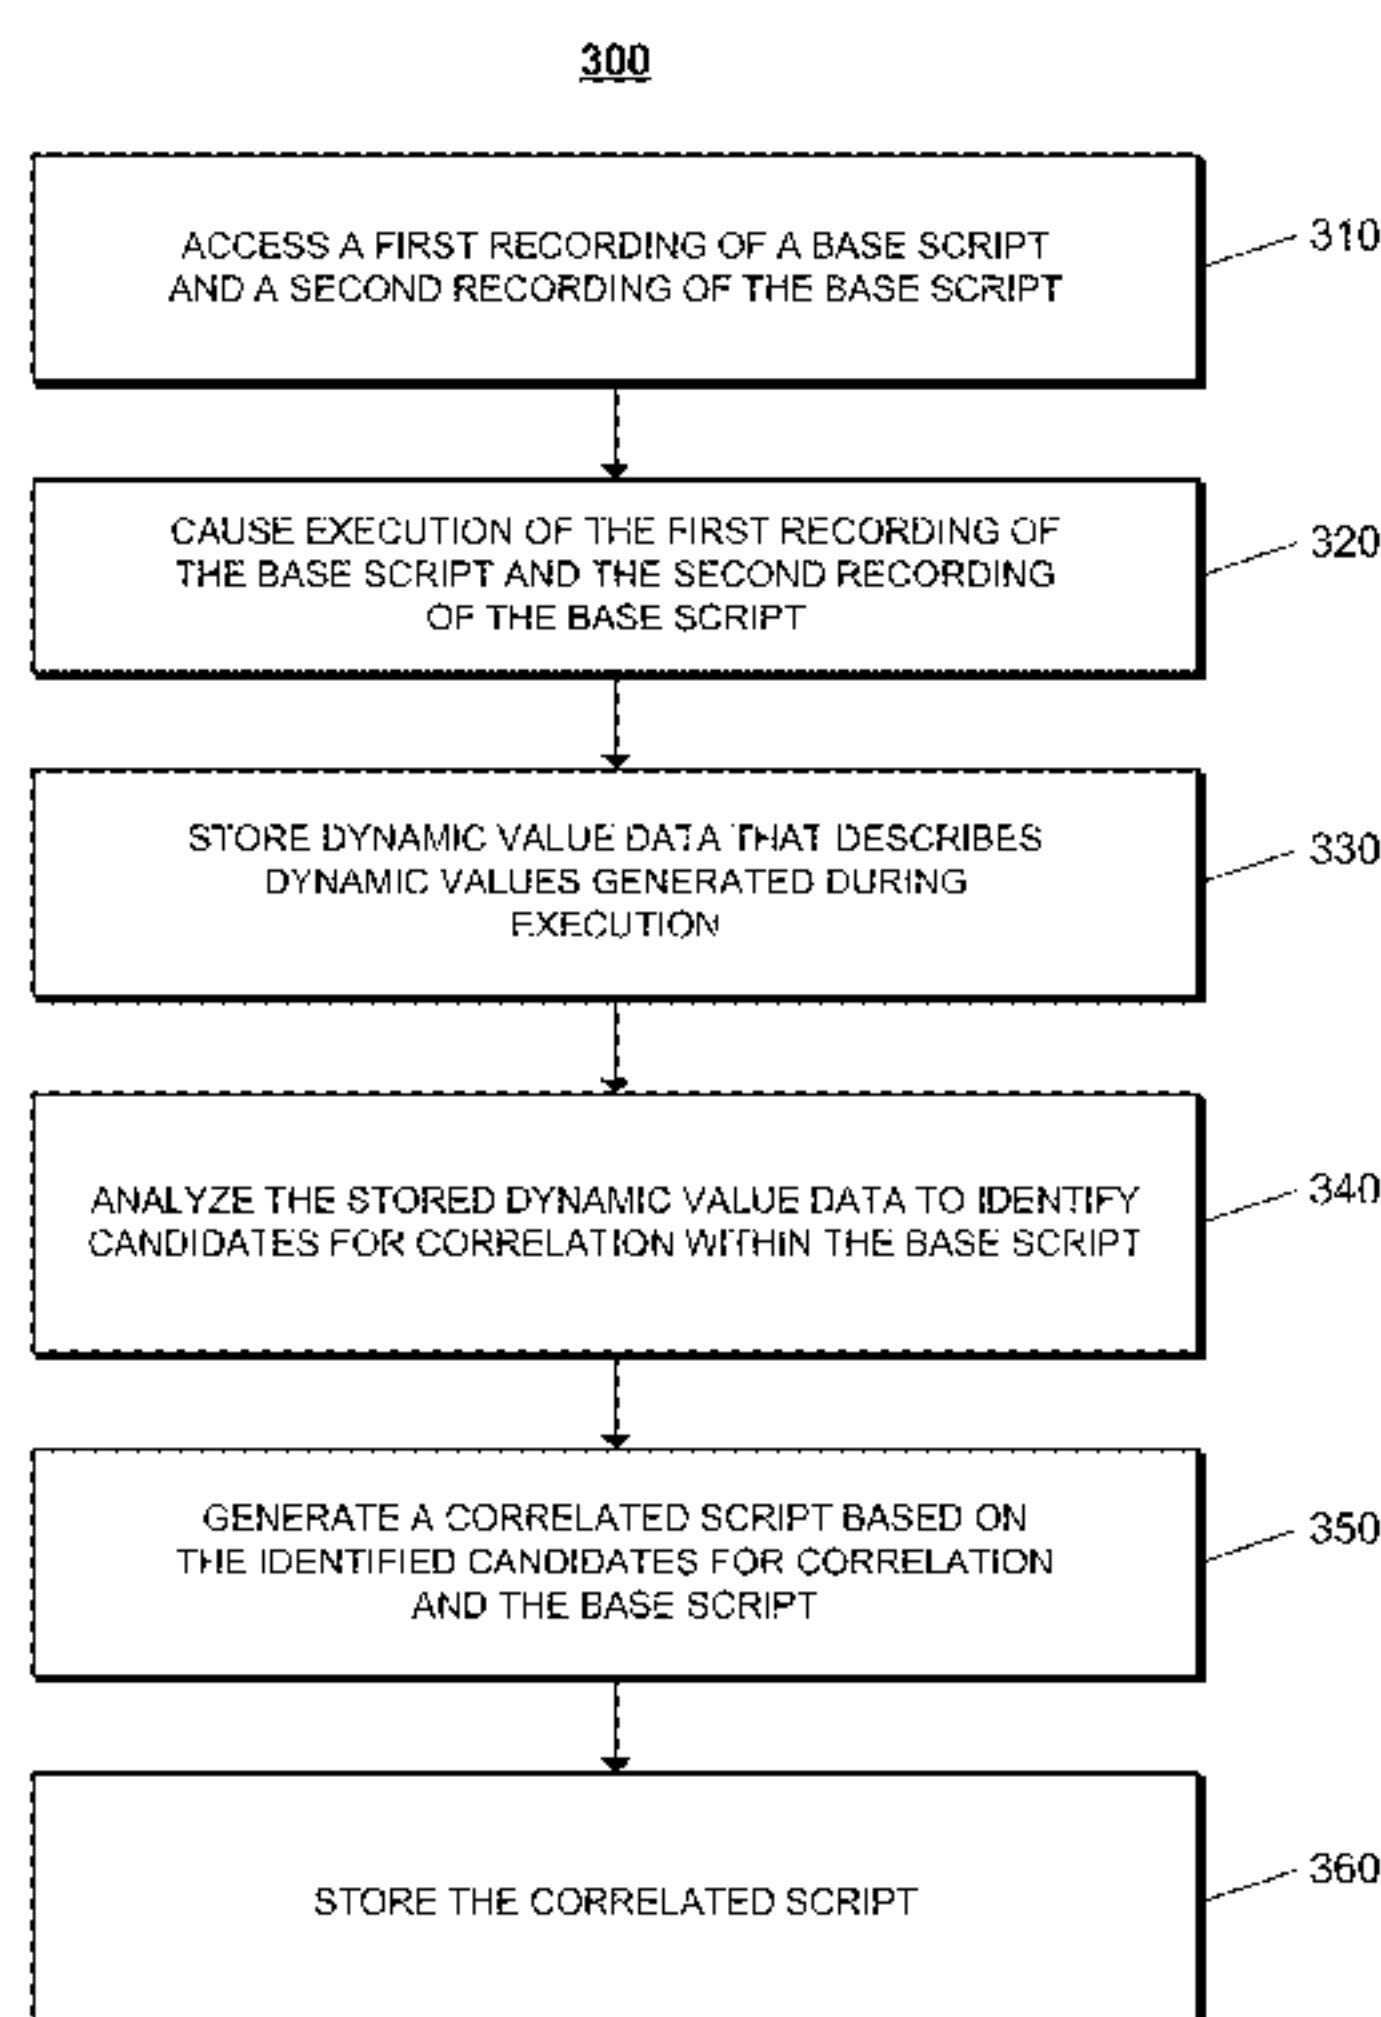 300
ACCESS A FIRST RECORDING OF A BASE SCRIPT
AND A SECOND RECORDING OF THE BASE SCRIPT
310
CAUSE EXECUTION OF THE FIRST RECORDING OF
THE BASE SCRIPT AND THE SECOND RECORDING
OF THE BASE SCRIPT
320
STORE DYNAMIC VALUE DATA THAT DESCRIBES
DYNAMIC VALUES GENERATED DURING
EXECUTION
330
ANALYZE THE STORED DYNAMIC VALUE DATA TO IDENTIFY
CANDIDATES FOR CORRELATION WITHIN THE BASE SCRIPT
340
GENERATE A CORRELATED SCRIPT BASED ON
THE IDENTIFIED CANDIDATES FOR CORRELATION
AND THE BASE SCRIPT
350
STORE THE CORRELATED SCRIPT
360